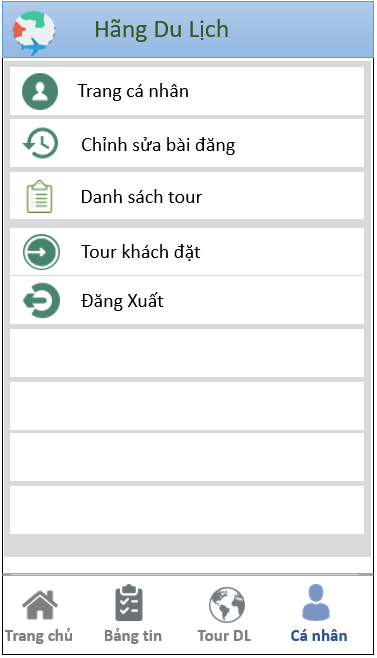 Hãng Du Lịch
Trang cá nhân
Chỉnh sửa bài đăng
Danh sách tour
Tour khách đặt
Đăng Xuất
Trang chủ
Bảng tin
Tour DL
Cá nhân